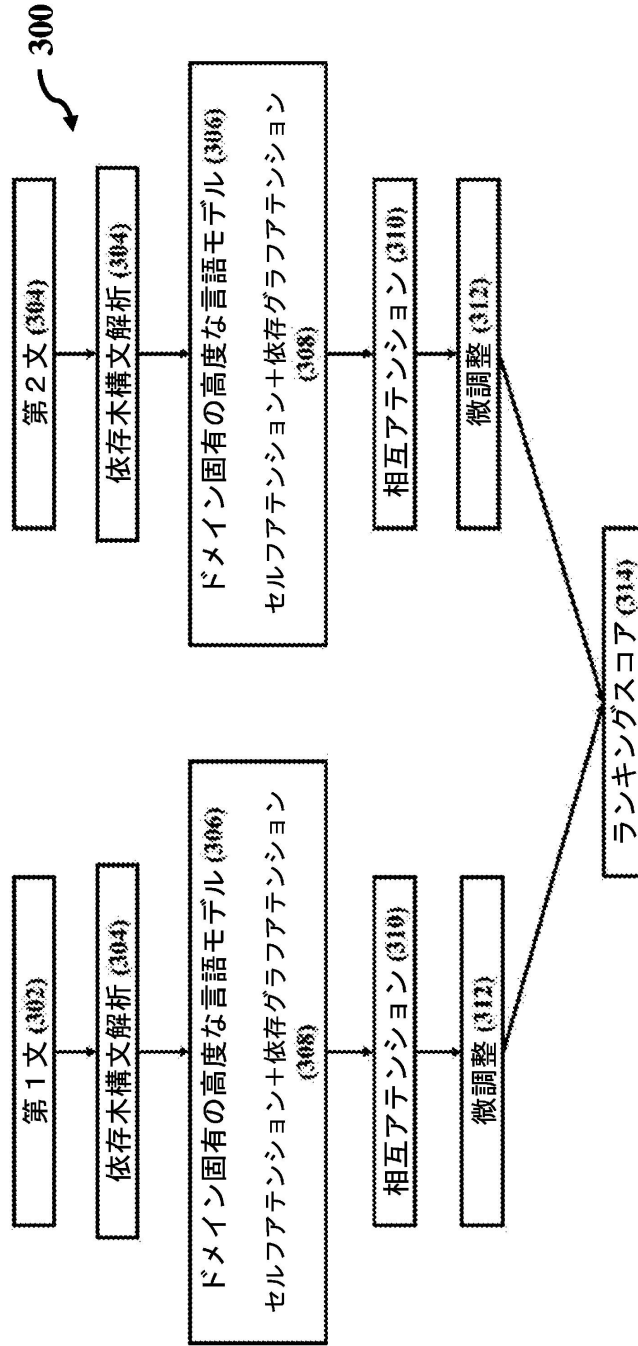 300
第１文 (302)
依存木構文解析 (304)
ドメイン固有の高度な言語モデル (306)
セルフアテンション＋依存グラフアテンション
(308)
相互アテンション (310)
微調整 (312)
第２文 (304)
依存木構文解析 (304)
ドメイン固有の高度な言語モデル (306)
セルフアテンション＋依存グラフアテンション
(308)
相互アテンション (310)
微調整 (312)
ランキングスコア (314)